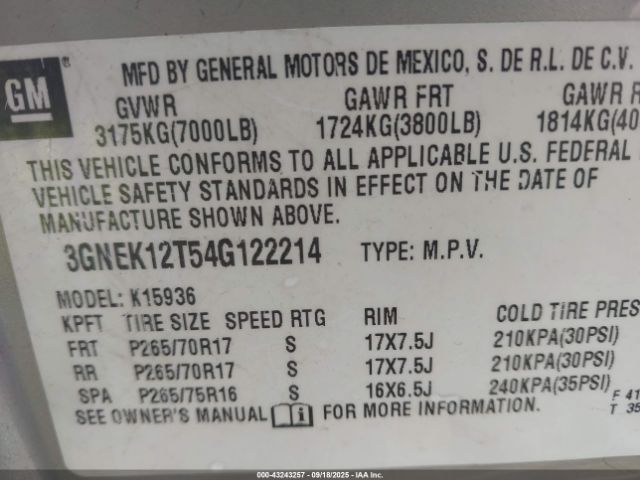 GM ®
MFD BY GENERAL MOTORS DE MEXICO, S. DE R.L. DE C.V.
GVWR GAWR FRT GAWR R
3175KG(7000LB) 1724KG(3800LB) 1814KG(40
THIS VEHICLE CONFORMS TO ALL APPLICABLE U.S. FEDERAL
VEHICLE SAFETY STANDARDS IN EFFECT ON THE DATE OF
MANUFACTURE SHOWN ABOVE.
3GNEK12T54G122214 TYPE: M.P.V.
MODEL: K15936
KPFT TIRE SIZE SPEED RTG RIM COLD TIRE PRES
FRT P265/70R17 S 17X7.5J 210KPA(30PSI)
RR P265/70R17 S 17X7.5J 210KPA(30PSI)
SPA P265/75R16 S 16X6.5J 240KPA(35PSI)
SEE OWNER'S MANUAL i FOR MORE INFORMATION.
F 41
T 35
000-43243257 - 09/18/2025 - IAA Inc.